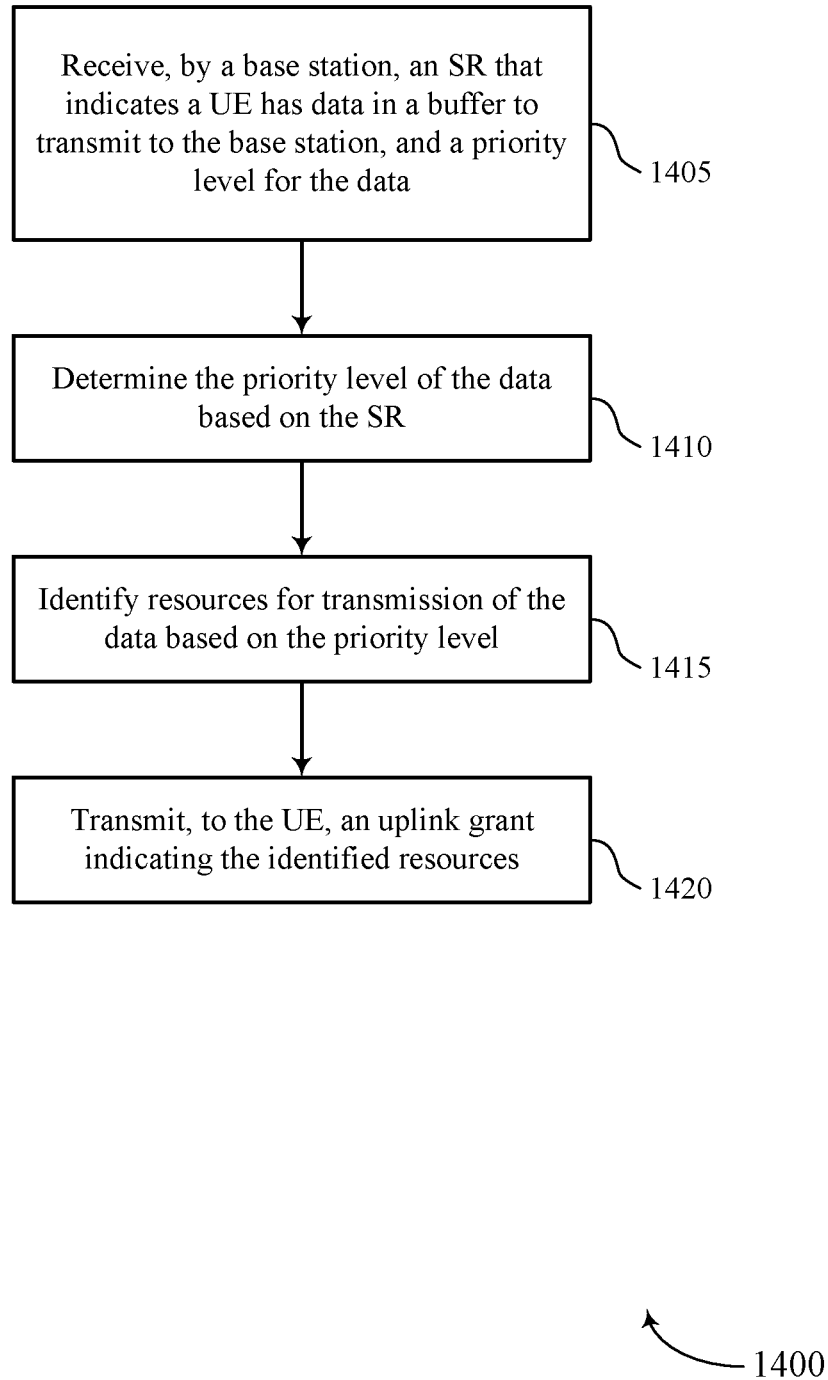 Receive, by a base station, an SR that
indicates a UE has data in a buffer to
transmit to the base station, and a priority
level for the data
1405
Determine the priority level of the data
based on the SR
1410
Identify resources for transmission of the
data based on the priority level
1415
Transmit, to the UE, an uplink grant
indicating the identified resources
1420
1400